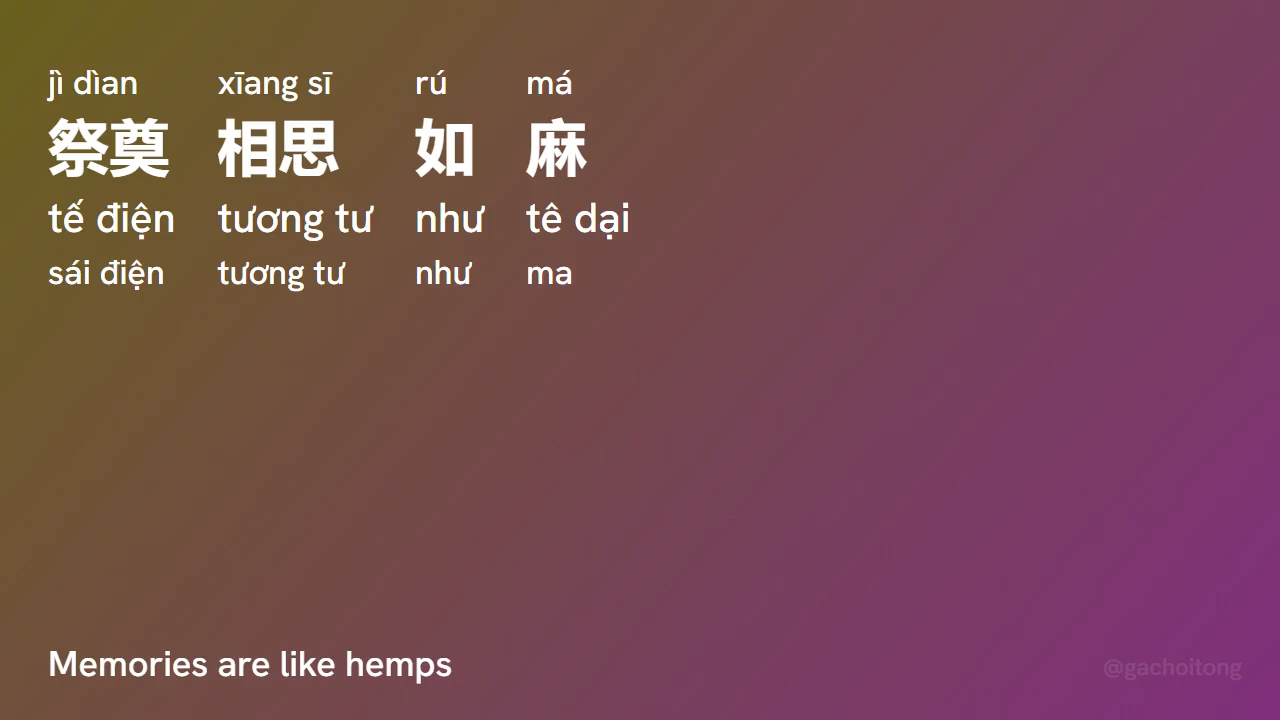 jì dìan xīang sī rú má
祭奠 相思 如 麻
tế điện tương tư như tê dại
sái điện tương tư như ma
Memories are like hemps
@gachoitong